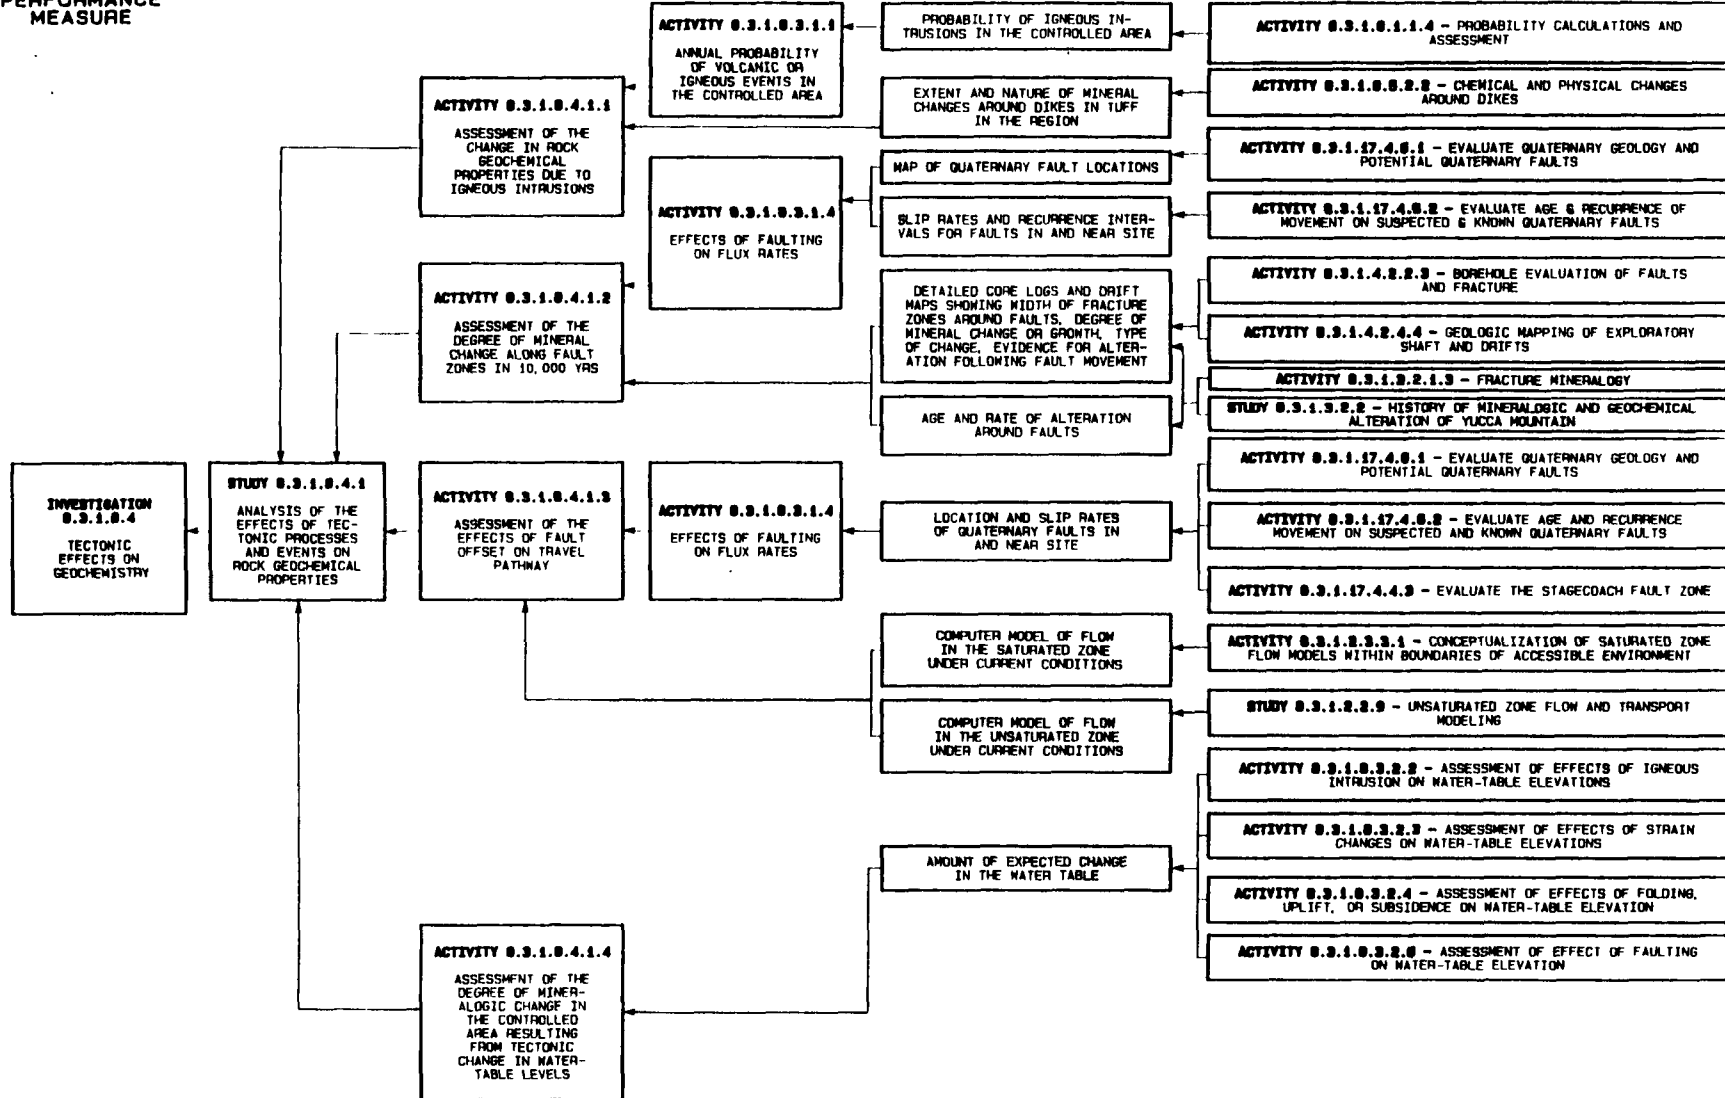 PERFORMANCE
MEASURE
INVESTIGATION
8.3.1.8.4
TECTONIC
EFFECTS ON
GEOCHEMISTRY
STUDY 8.3.1.8.4.1
ANALYSIS OF THE
EFFECTS OF TEC-
TONIC PROCESSES
AND EVENTS ON
ROCK GEOCHEMICAL
PROPERTIES
ACTIVITY 8.3.1.8.4.1.1
ASSESSMENT OF THE
CHANGE IN ROCK
GEOCHEMICAL
PROPERTIES DUE TO
IGNEOUS INTRUSIONS
ACTIVITY 8.3.1.8.4.1.2
ASSESSMENT OF THE
DEGREE OF MINERAL
CHANGE ALONG FAULT
ZONES IN 10,000 YRS
ACTIVITY 8.3.1.8.4.1.3
ASSESSMENT OF THE
EFFECTS OF FAULT
OFFSET ON TRAVEL
PATHWAY
ACTIVITY 8.3.1.8.4.1.4
ASSESSMENT OF THE
DEGREE OF MINER-
ALOGIC CHANGE IN
THE CONTROLLED
AREA RESULTING
FROM TECTONIC
CHANGE IN WATER-
TABLE LEVELS
ACTIVITY 8.3.1.8.3.1.1
ANNUAL PROBABILITY
OF VOLCANIC OR
IGNEOUS EVENTS IN
THE CONTROLLED AREA
ACTIVITY 8.3.1.8.3.1.4
EFFECTS OF FAULTING
ON FLUX RATES
ACTIVITY 8.3.1.8.3.1.4
EFFECTS OF FAULTING
ON FLUX RATES
PROBABILITY OF IGNEOUS IN-
TRUSIONS IN THE CONTROLLED AREA
EXTENT AND NATURE OF MINERAL
CHANGES AROUND DIKES IN TUFF
IN THE REGION
MAP OF QUATERNARY FAULT LOCATIONS
SLIP RATES AND RECURRENCE INTER-
VALS FOR FAULTS IN AND NEAR SITE
DETAILED CORE LOGS AND DRIFT
MAPS SHOWING WIDTH OF FRACTURE
ZONES AROUND FAULTS, DEGREE OF
MINERAL CHANGE OR GROWTH, TYPE
OF CHANGE, EVIDENCE FOR ALTER-
ATION FOLLOWING FAULT MOVEMENT
AGE AND RATE OF ALTERATION
AROUND FAULTS
LOCATION AND SLIP RATES
OF QUATERNARY FAULTS IN
AND NEAR SITE
COMPUTER MODEL OF FLOW
IN THE SATURATED ZONE
UNDER CURRENT CONDITIONS
COMPUTER MODEL OF FLOW
IN THE UNSATURATED ZONE
UNDER CURRENT CONDITIONS
AMOUNT OF EXPECTED CHANGE
IN THE WATER TABLE
ACTIVITY 8.3.1.8.1.1.4 - PROBABILITY CALCULATIONS AND
ASSESSMENT
ACTIVITY 8.3.1.8.5.2.2 - CHEMICAL AND PHYSICAL CHANGES
AROUND DIKES
ACTIVITY 8.3.1.17.4.6.1 - EVALUATE QUATERNARY GEOLOGY AND
POTENTIAL QUATERNARY FAULTS
ACTIVITY 8.3.1.17.4.6.2 - EVALUATE AGE & RECURRENCE OF
MOVEMENT ON SUSPECTED & KNOWN QUATERNARY FAULTS
ACTIVITY 8.3.1.4.2.2.3 - BOREHOLE EVALUATION OF FAULTS
AND FRACTURE
ACTIVITY 8.3.1.4.2.4.4 - GEOLOGIC MAPPING OF EXPLORATORY
SHAFT AND DRIFTS
ACTIVITY 8.3.1.3.2.1.3 - FRACTURE MINERALOGY
STUDY 8.3.1.3.2.2 - HISTORY OF MINERALOGIC AND GEOCHEMICAL
ALTERATION OF YUCCA MOUNTAIN
ACTIVITY 8.3.1.17.4.6.1 - EVALUATE QUATERNARY GEOLOGY AND
POTENTIAL QUATERNARY FAULTS
ACTIVITY 8.3.1.17.4.6.2 - EVALUATE AGE AND RECURRENCE
MOVEMENT ON SUSPECTED AND KNOWN QUATERNARY FAULTS
ACTIVITY 8.3.1.17.4.4.3 - EVALUATE THE STAGECOACH FAULT ZONE
ACTIVITY 8.3.1.2.3.3.1 - CONCEPTUALIZATION OF SATURATED ZONE
FLOW MODELS WITHIN BOUNDARIES OF ACCESSIBLE ENVIRONMENT
STUDY 8.3.1.2.2.9 - UNSATURATED ZONE FLOW AND TRANSPORT
MODELING
ACTIVITY 8.3.1.8.3.2.2 - ASSESSMENT OF EFFECTS OF IGNEOUS
INTRUSION ON WATER-TABLE ELEVATIONS
ACTIVITY 8.3.1.8.3.2.3 - ASSESSMENT OF EFFECTS OF STRAIN
CHANGES ON WATER-TABLE ELEVATIONS
ACTIVITY 8.3.1.8.3.2.4 - ASSESSMENT OF EFFECTS OF FOLDING,
UPLIFT, OR SUBSIDENCE ON WATER-TABLE ELEVATION
ACTIVITY 8.3.1.8.3.2.6 - ASSESSMENT OF EFFECT OF FAULTING
ON WATER-TABLE ELEVATION